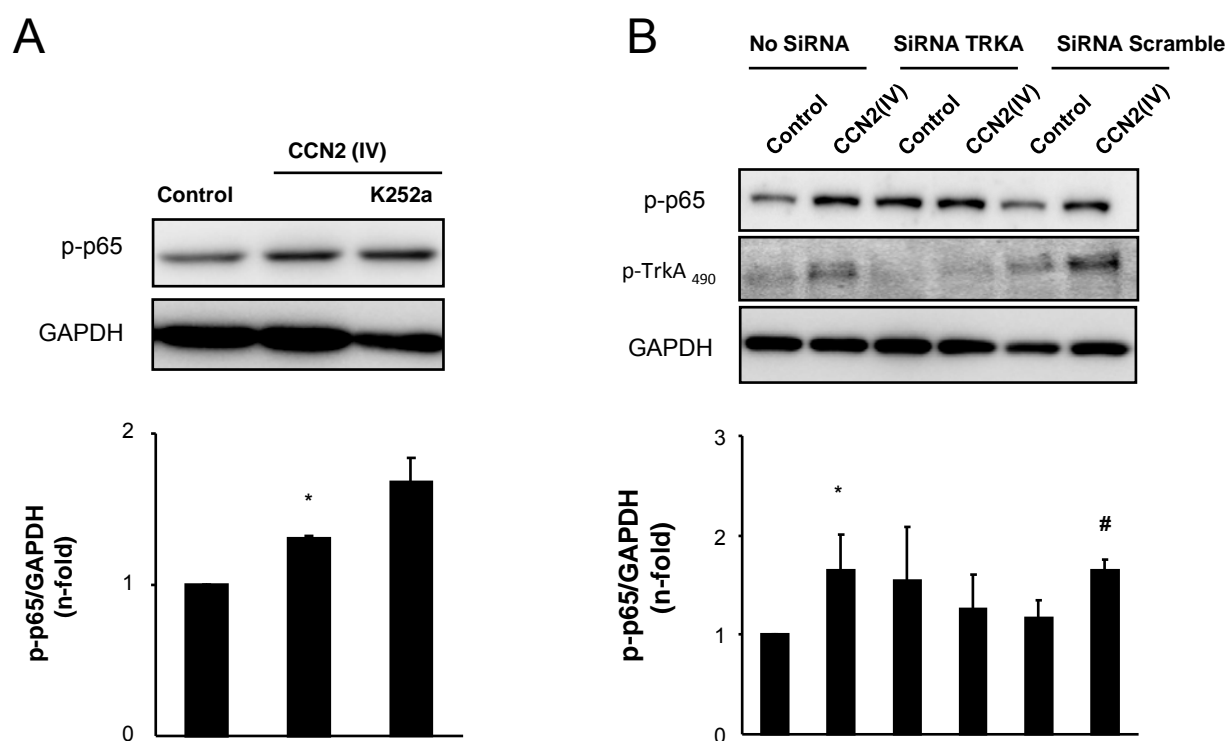 A
CCN2 (IV)
Control K252a
p-p65
GAPDH
2
*
1
0
p-p65/GAPDH
(n-fold)
B
No SiRNA SiRNA TRKA SiRNA Scramble
Control CCN2(IV) Control CCN2(IV) Control CCN2(IV)
p-p65
p-TrkA 490
GAPDH
3
*
#
2
1
0
p-p65/GAPDH
(n-fold)